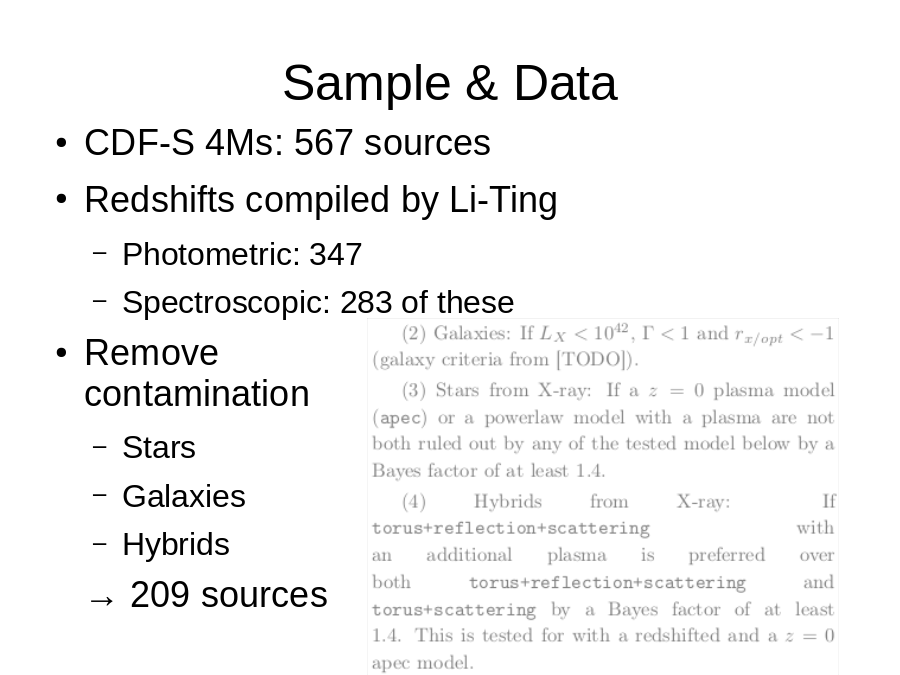 Sample & Data
• CDF-S 4Ms: 567 sources
• Redshifts compiled by Li-Ting
– Photometric: 347
– Spectroscopic: 283 of these
• Remove
contamination
– Stars
– Galaxies
– Hybrids
→ 209 sources
(2) Galaxies: If L_X < 10^42, Γ < 1 and r_x/opt < −1
(galaxy criteria from [TODO]).
(3) Stars from X-ray: If a z = 0 plasma model
(apec) or a powerlaw model with a plasma are not
both ruled out by any of the tested model below by a
Bayes factor of at least 1.4.
(4) Hybrids from X-ray: If
torus+reflection+scattering with
an additional plasma is preferred over
both torus+reflection+scattering and
torus+scattering by a Bayes factor of at least
1.4. This is tested for with a redshifted and a z = 0
apec model.